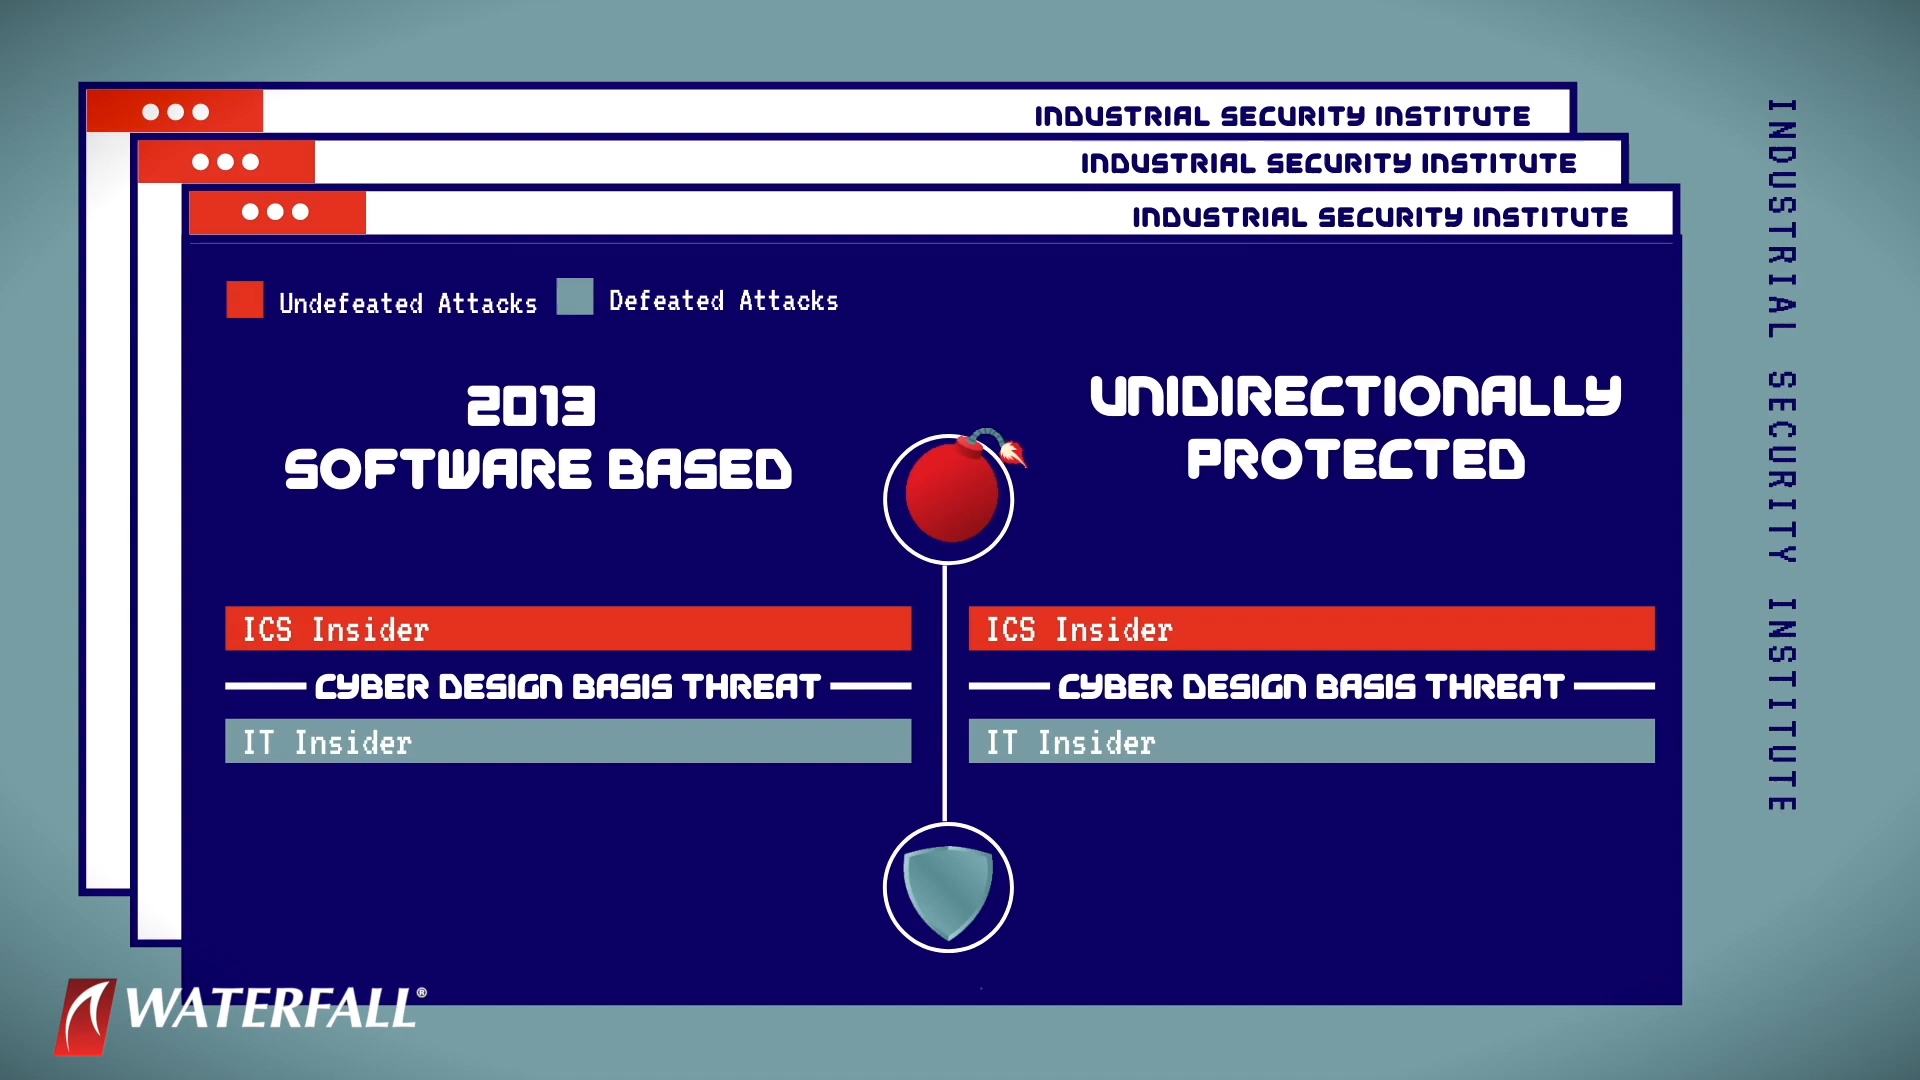 INDUSTRIAL SECURITY INSTITUTE
INDUSTRIAL SECURITY INSTITUTE
INDUSTRIAL SECURITY INSTITUTE
Undefeated Attacks
Defeated Attacks
2013
SOFTWARE BASED
UNIDIRECTIONALLY
PROTECTED
ICS Insider
CYBER DESIGN BASIS THREAT
IT Insider
ICS Insider
CYBER DESIGN BASIS THREAT
IT Insider
INDUSTRIAL SECURITY INSTITUTE
WATERFALL®